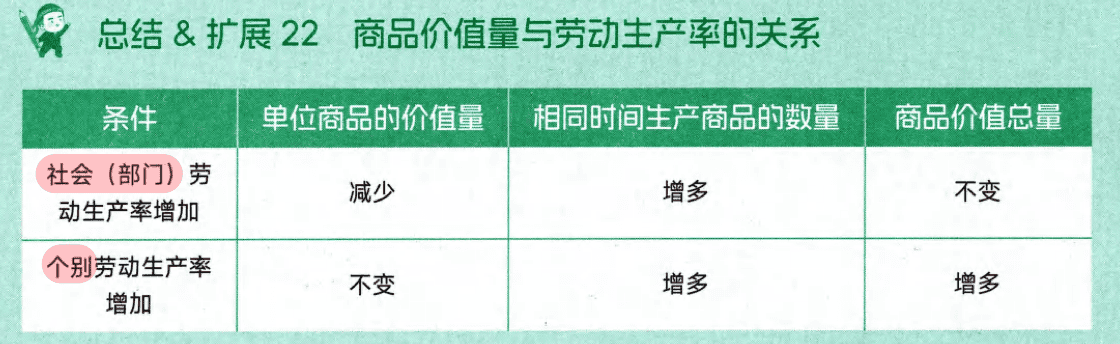 总结 & 扩展 22 商品价值量与劳动生产率的关系
条件 单位商品的价值量 相同时间生产商品的数量 商品价值总量
社会（部门）劳
动生产率增加 减少 增多 不变
个别劳动生产率
增加 不变 增多 增多